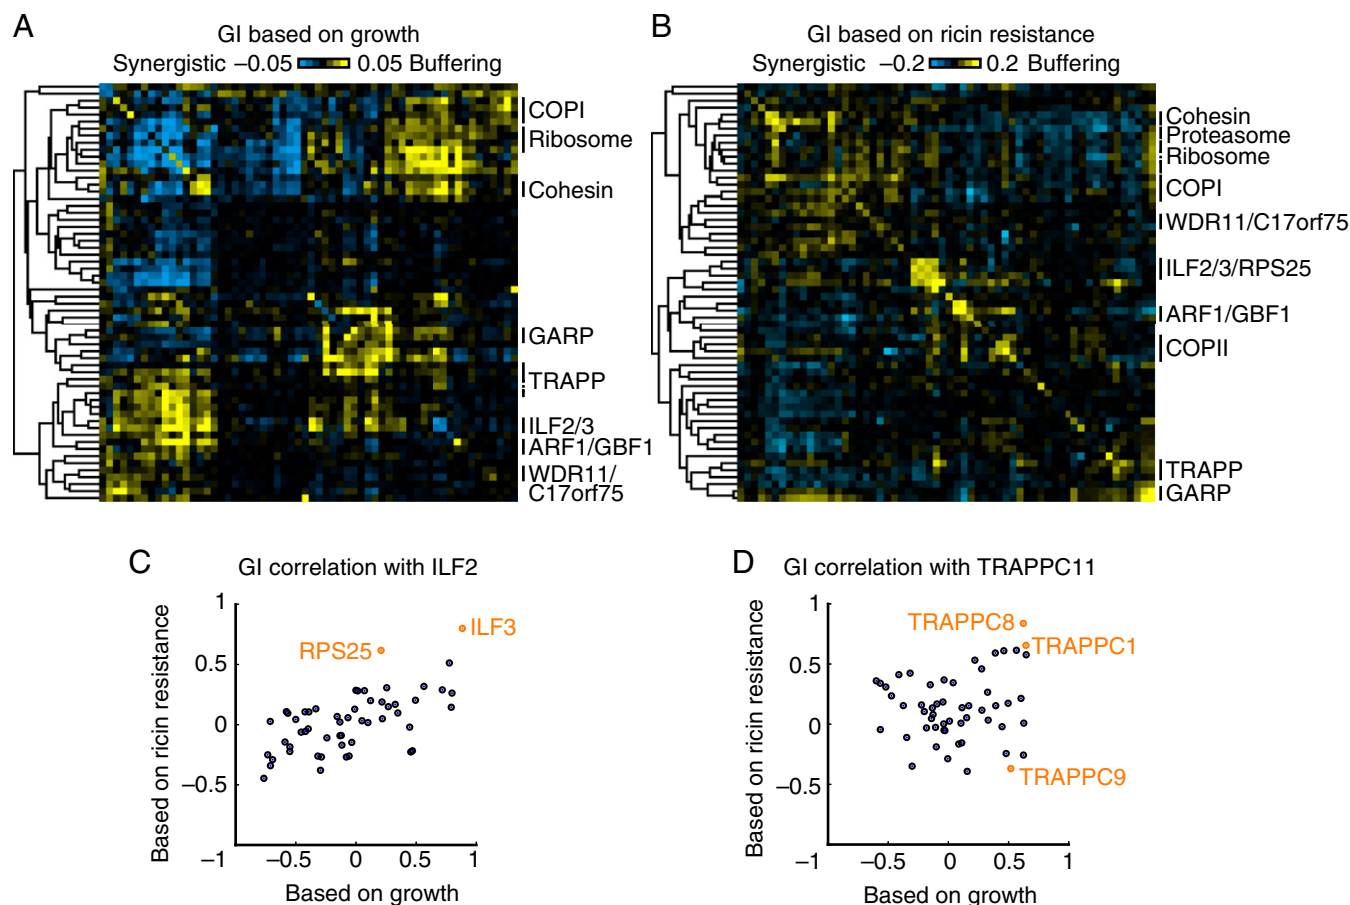 A
GI based on growth
Synergistic –0.05 0.05 Buffering
COPI
Ribosome
Cohesin
GARP
TRAPP
ILF2/3
ARF1/GBF1
WDR11/
C17orf75
B
GI based on ricin resistance
Synergistic –0.2 0.2 Buffering
Cohesin
Proteasome
Ribosome
COPI
WDR11/C17orf75
ILF2/3/RPS25
ARF1/GBF1
COPII
TRAPP
GARP
C
GI correlation with ILF2
Based on ricin resistance
1
0.5
0
–0.5
–1
RPS25
ILF3
–0.5 0 0.5 1
Based on growth
D
GI correlation with TRAPPC11
Based on ricin resistance
1
0.5
0
–0.5
–1
TRAPPC8
TRAPPC1
TRAPPC9
–0.5 0 0.5 1
Based on growth